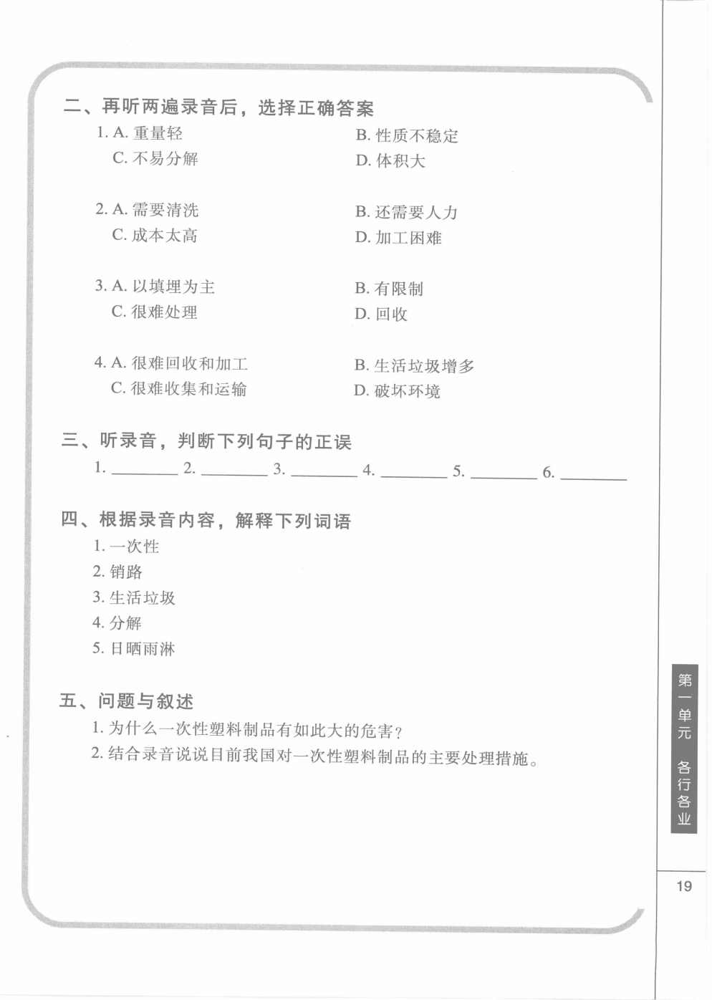 二、再听两遍录音后，选择正确答案
1. A. 重量轻 B. 性质不稳定
C. 不易分解 D. 体积大
2. A. 需要清洗 B. 还需要人力
C. 成本太高 D. 加工困难
3. A. 以填埋为主 B. 有限制
C. 很难处理 D. 回收
4. A. 很难回收和加工 B. 生活垃圾增多
C. 很难收集和运输 D. 破坏环境
三、听录音，判断下列句子的正误
1. ________ 2. ________ 3. ________ 4. ________ 5. ________ 6. ________
四、根据录音内容，解释下列词语
1. 一次性
2. 销路
3. 生活垃圾
4. 分解
5. 日晒雨淋
五、问题与叙述
1. 为什么一次性塑料制品有如此大的危害?
2. 结合录音说说目前我国对一次性塑料制品的主要处理措施。
第一单元 各行各业
19